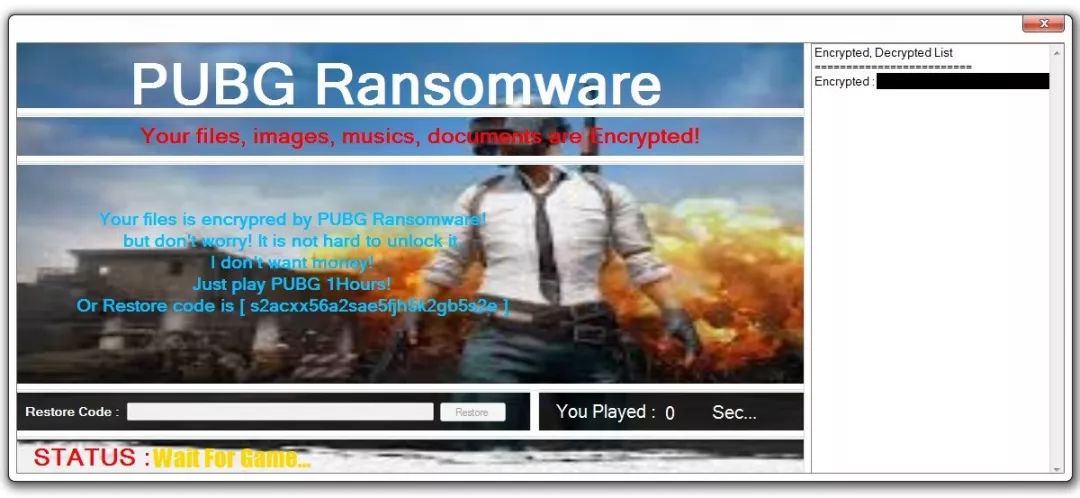 PUBG Ransomware
Your files, images, musics, documents are Encrypted!
Your files is encrypred by PUBG Ransomware!
but don't worry! It is not hard to unlock it.
I don't want money!
Just play PUBG 1Hours!
Or Restore code is [ s2acxx56a2sae5fjh5k2gb5s2e ]
Restore Code :
Restore
You Played : 0 Sec...
STATUS : Wait For Game...
Encrypted, Decrypted List
=========================
Encrypted :